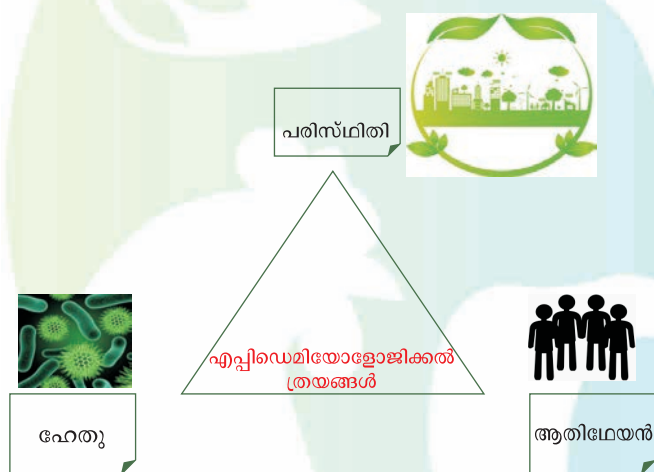 പരിസ്ഥിതി
എപ്പിഡെമിയോളോജിക്കൽ
ത്രയങ്ങൾ
ഹേതു
ആതിഥേയൻ